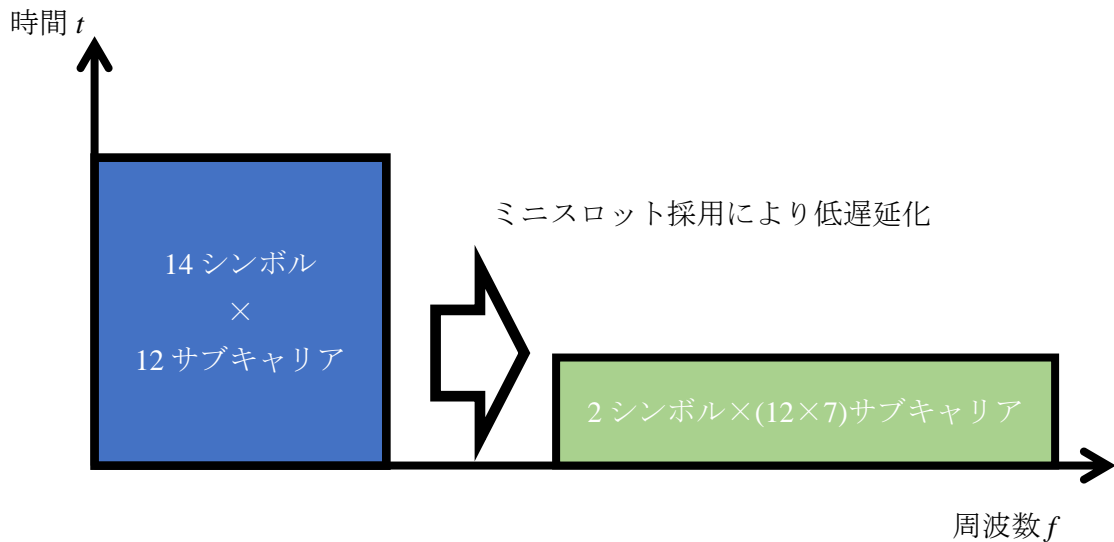 時間 t
ミニスロット採用により低遅延化
14 シンボル
×
12 サブキャリア
2 シンボル×(12×7)サブキャリア
周波数 f